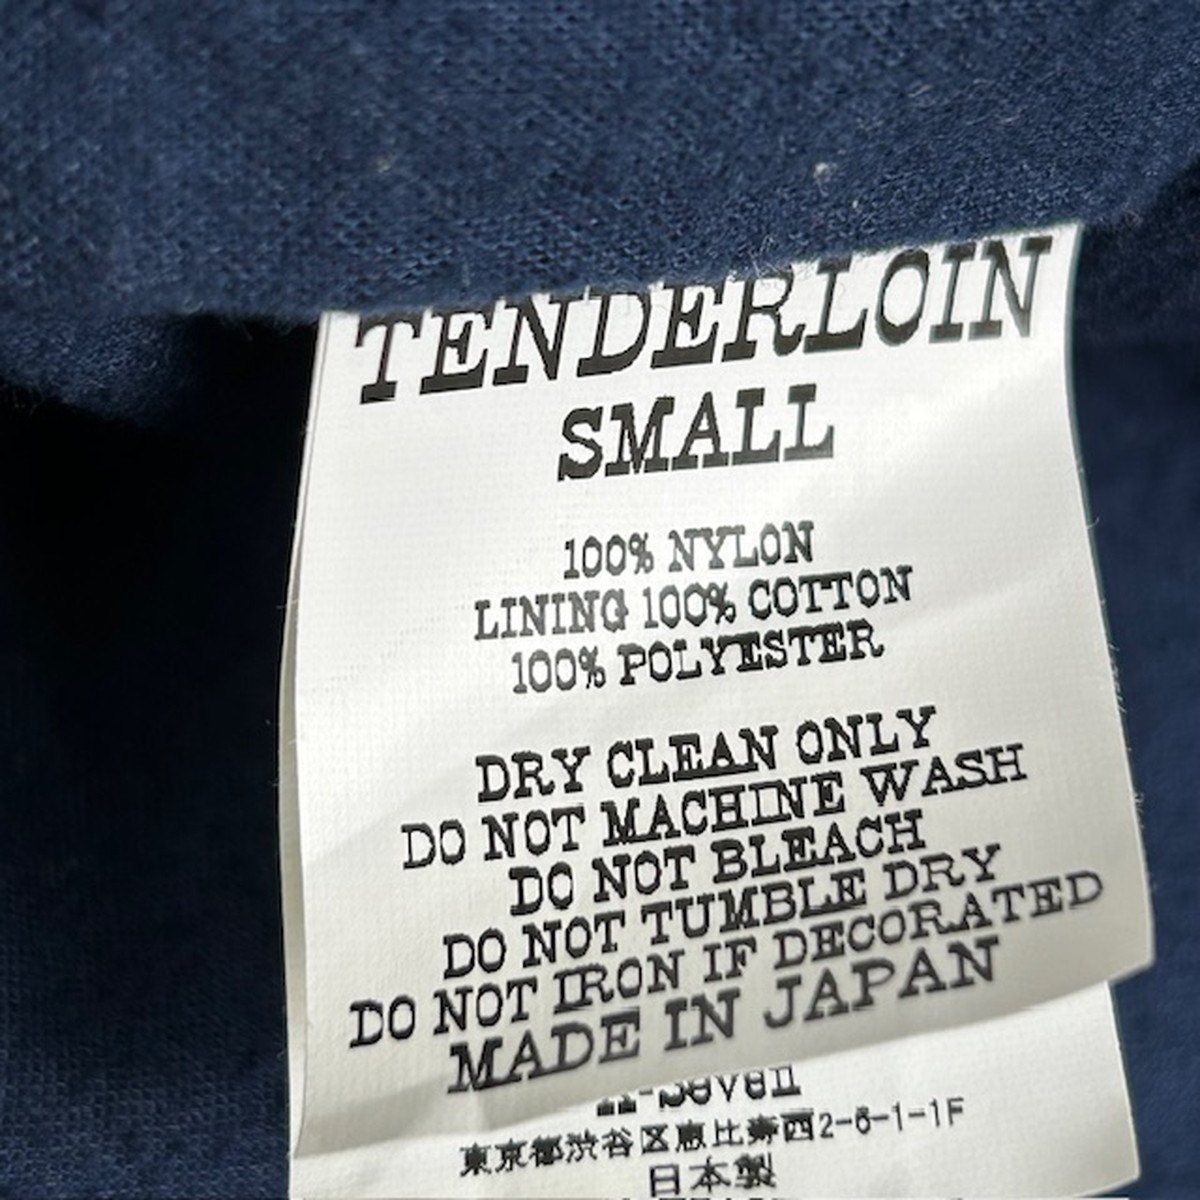 TENDERLOIN
SMALL
100% NYLON
LINING 100% COTTON
100% POLYESTER
DRY CLEAN ONLY
DO NOT MACHINE WASH
DO NOT BLEACH
DO NOT TUMBLE DRY
DO NOT IRON IF DECORATED
MADE IN JAPAN
東京都渋谷区恵比寿西2-6-1-1F
日本製